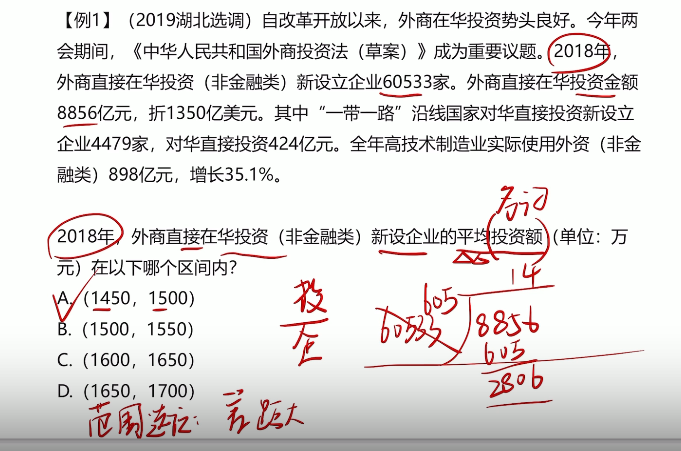 【例1】（2019湖北选调）自改革开放以来，外商在华投资势头良好。今年两
会期间，《中华人民共和国外商投资法（草案）》成为重要议题。2018年，
外商直接在华投资（非金融类）新设立企业60533家。外商直接在华投资金额
8856亿元，折1350亿美元。其中“一带一路”沿线国家对华直接投资新设立
企业4479家，对华直接投资424亿元。全年高技术制造业实际使用外资（非金
融类）898亿元，增长35.1%。
2018年，外商直接在华投资（非金融类）新设企业的平均投资额（单位：万
元）在以下哪个区间内？
A.（1450，1500）
B.（1500，1550）
C.（1600，1650）
D.（1650，1700）
投
企
14
605
60533
8856
605
2806
范围选区：差距大